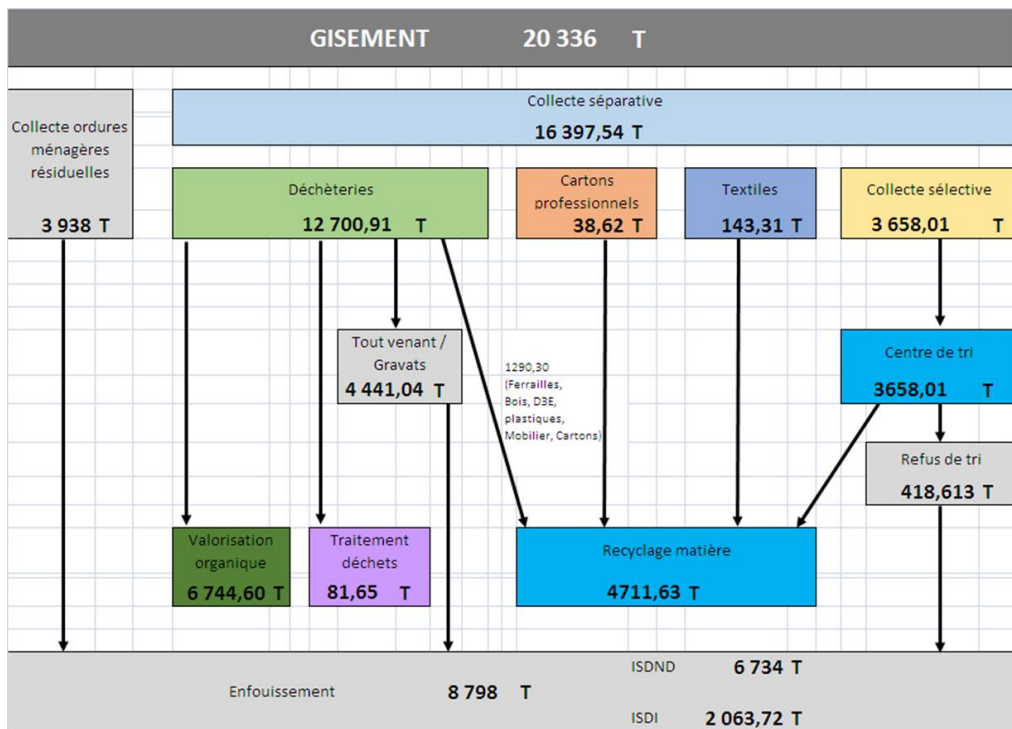 GISEMENT 20 336 T
Collecte ordures
ménagères
résiduelles
3 938 T
Collecte séparative
16 397,54 T
Déchèteries
12 700,91 T
Cartons
professionnels
38,62 T
Textiles
143,31 T
Collecte sélective
3 658,01 T
Tout venant /
Gravats
4 441,04 T
1290,30
(Ferrailles,
Bois, D3E,
plastiques,
Mobilier, Cartons)
Centre de tri
3658,01 T
Refus de tri
418,613 T
Valorisation
organique
6 744,60 T
Traitement
déchets
81,65 T
Recyclage matière
4711,63 T
Enfouissement 8 798 T
ISDND 6 734 T
ISDI 2 063,72 T